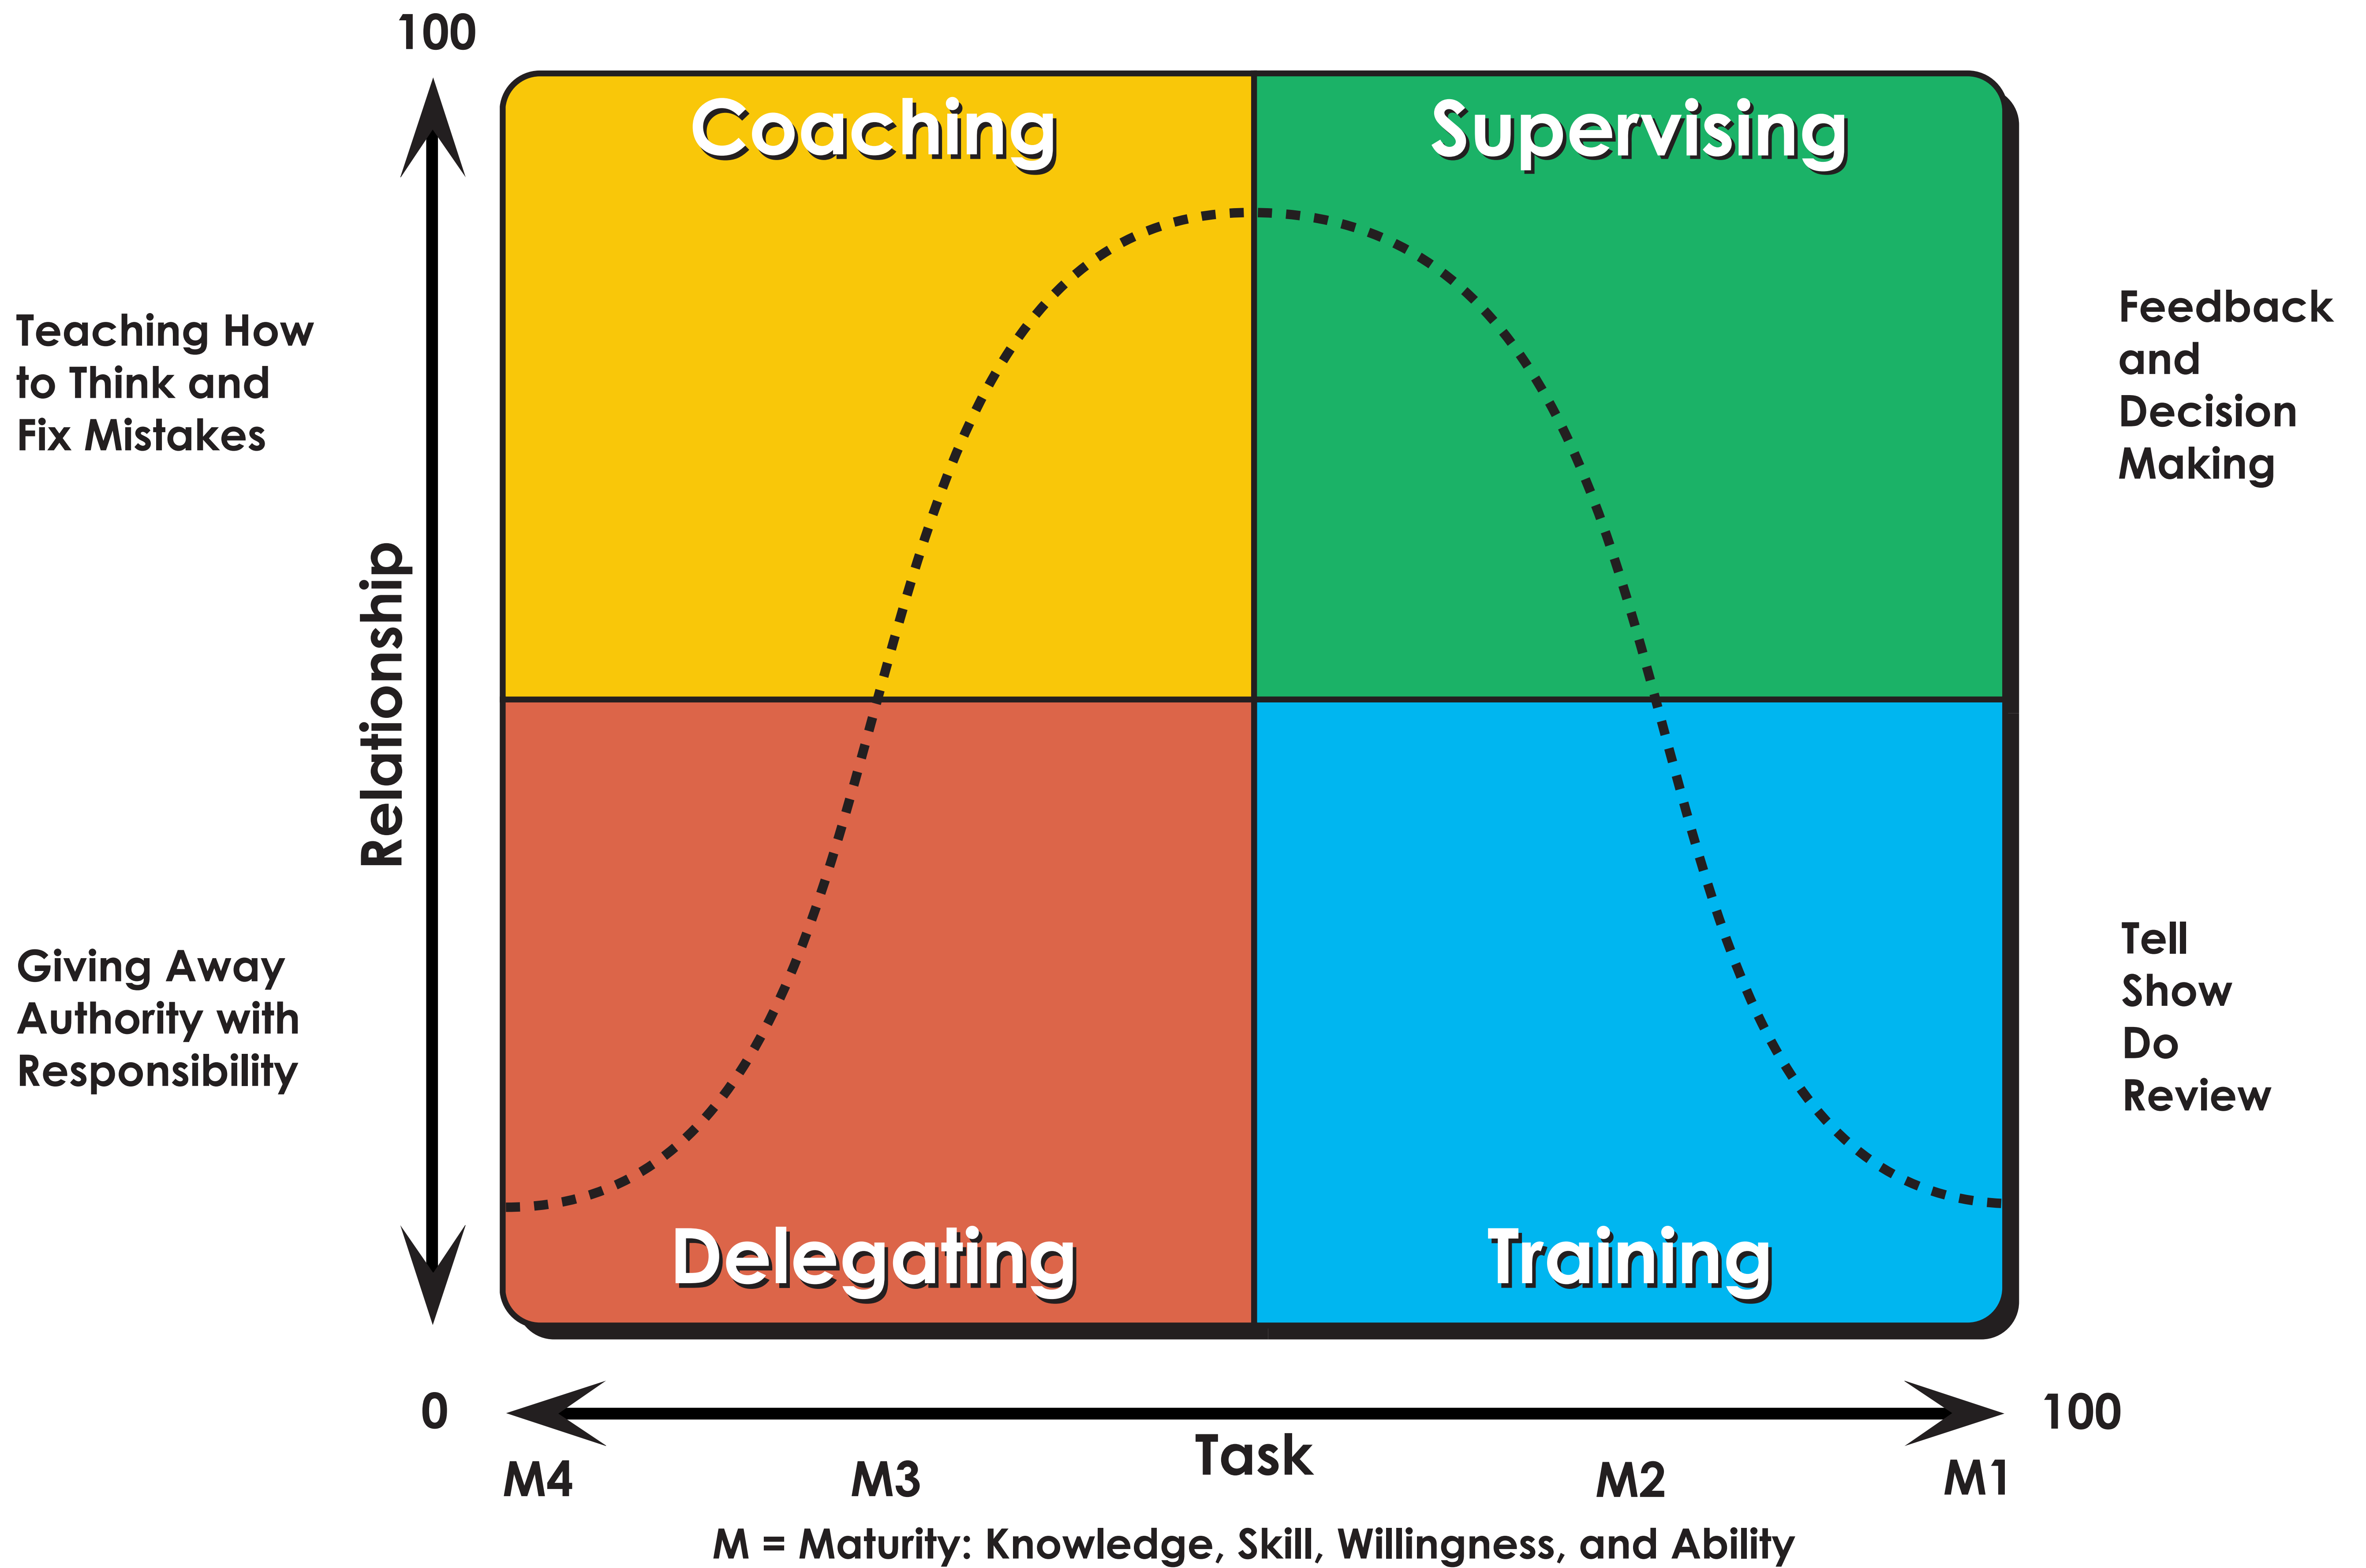 100
Coaching
Supervising
Teaching How
to Think and
Fix Mistakes
Feedback
and
Decision
Making
Relationship
Giving Away
Authority with
Responsibility
Tell
Show
Do
Review
Delegating
Training
0
100
Task
M4
M3
M2
M1
M = Maturity: Knowledge, Skill, Willingness, and Ability